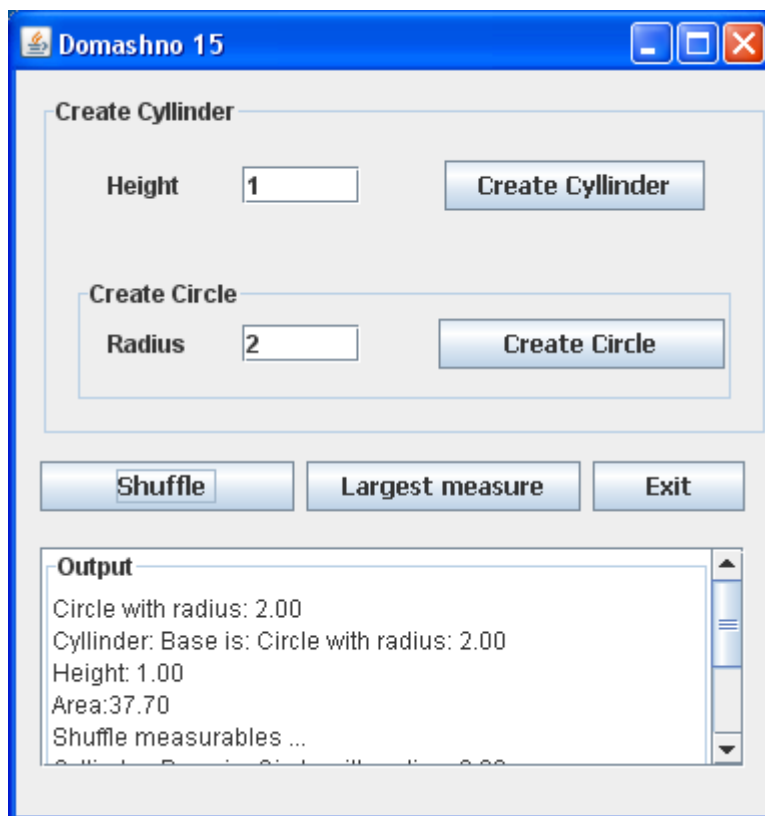 Domashno 15
Create Cyllinder
Height 1 Create Cyllinder
Create Circle
Radius 2 Create Circle
Shuffle Largest measure Exit
Output
Circle with radius: 2.00
Cyllinder: Base is: Circle with radius: 2.00
Height: 1.00
Area:37.70
Shuffle measurables ...